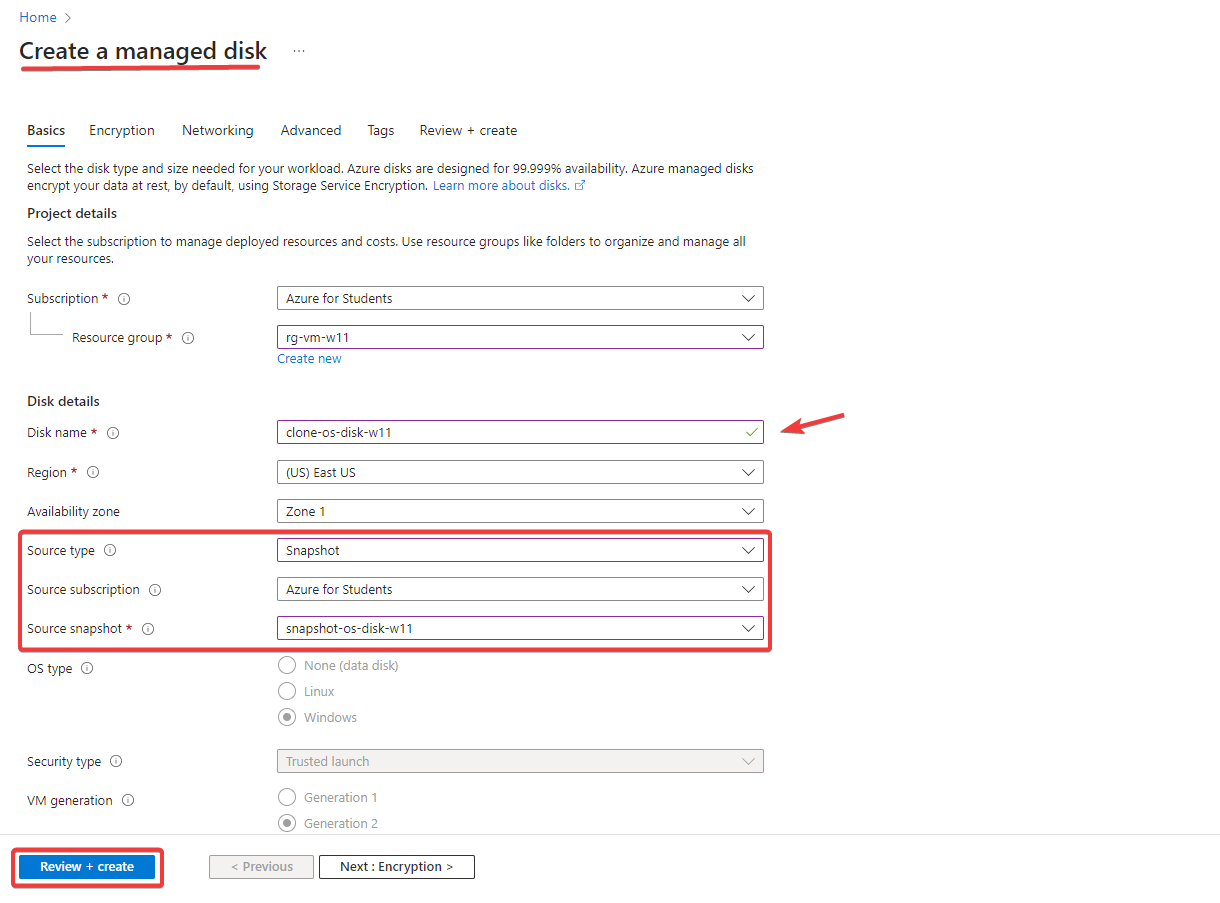 Home >
Create a managed disk ...
Basics Encryption Networking Advanced Tags Review + create
Select the disk type and size needed for your workload. Azure disks are designed for 99.999% availability. Azure managed disks
encrypt your data at rest, by default, using Storage Service Encryption. Learn more about disks.
Project details
Select the subscription to manage deployed resources and costs. Use resource groups like folders to organize and manage all
your resources.
Subscription * Azure for Students
Resource group * rg-vm-w11
Create new
Disk details
Disk name * clone-os-disk-w11
Region * (US) East US
Availability zone Zone 1
Source type Snapshot
Source subscription Azure for Students
Source snapshot * snapshot-os-disk-w11
OS type None (data disk)
Linux
Windows
Security type Trusted launch
VM generation Generation 1
Generation 2
Review + create < Previous Next : Encryption >